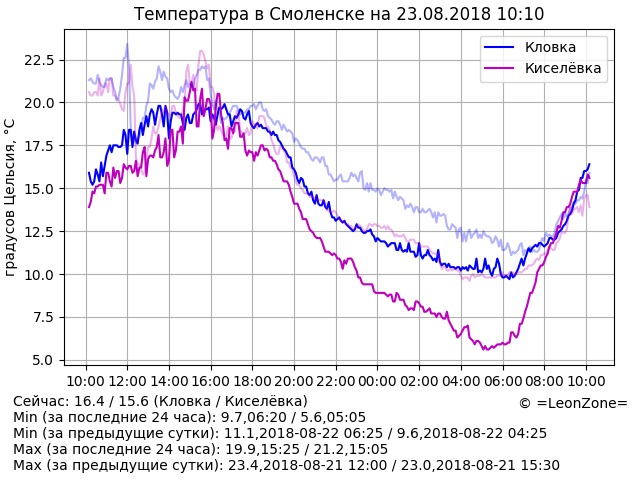 Температура в Смоленске на 23.08.2018 10:10
Кловка
Киселёвка
градусов Цельсия, °C
22.5
20.0
17.5
15.0
12.5
10.0
7.5
5.0
10:00 12:00 14:00 16:00 18:00 20:00 22:00 00:00 02:00 04:00 06:00 08:00 10:00
Сейчас: 16.4 / 15.6 (Кловка / Киселёвка)
© =LeonZone=
Min (за последние 24 часа): 9.7,06:20 / 5.6,05:05
Min (за предыдущие сутки): 11.1,2018-08-22 06:25 / 9.6,2018-08-22 04:25
Max (за последние 24 часа): 19.9,15:25 / 21.2,15:05
Max (за предыдущие сутки): 23.4,2018-08-21 12:00 / 23.0,2018-08-21 15:30